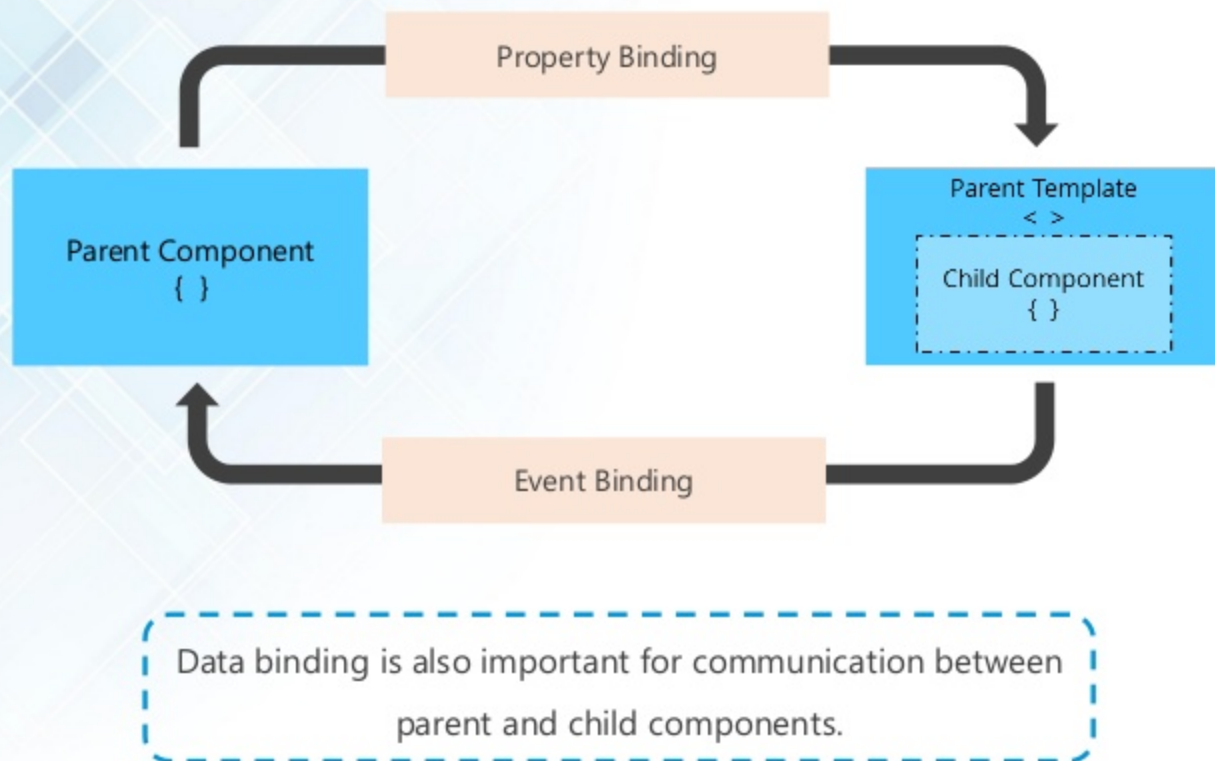 Property Binding
Parent Component
{ }
Parent Template
< >
Child Component
{ }
Event Binding
Data binding is also important for communication between
parent and child components.